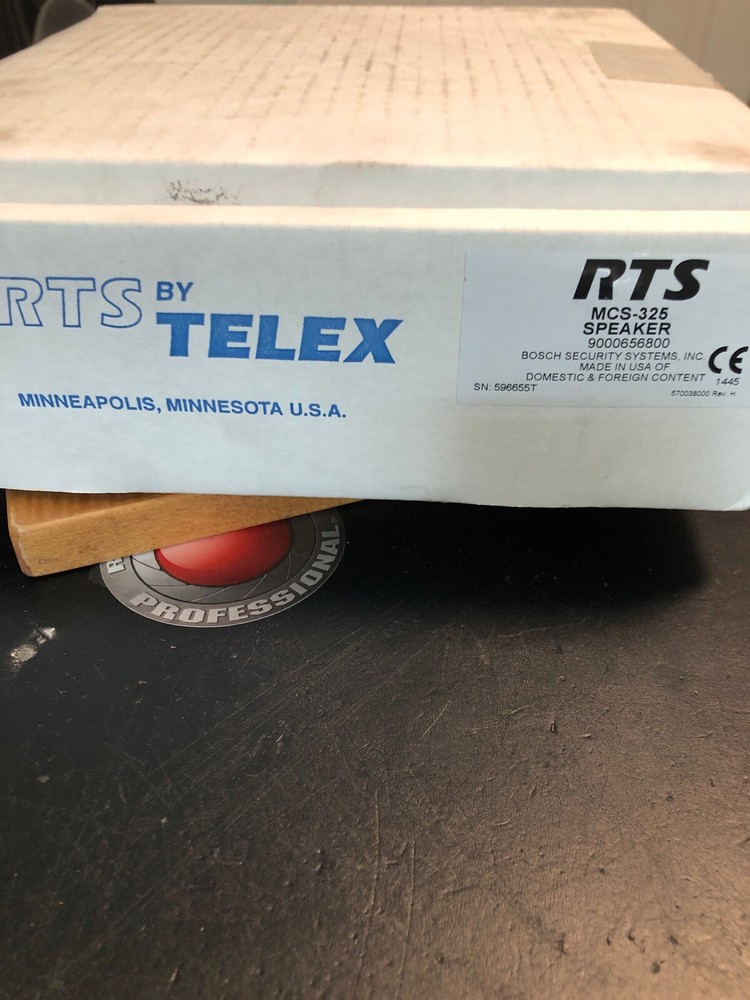 RTS BY
TELEX
MINNEAPOLIS, MINNESOTA U.S.A.
RTS
MCS-325
SPEAKER
9000656800
BOSCH SECURITY SYSTEMS, INC.
MADE IN USA OF
DOMESTIC & FOREIGN CONTENT
CE
1445
SN: 596655T
570038000 Rev. H
PROFESSIONAL®